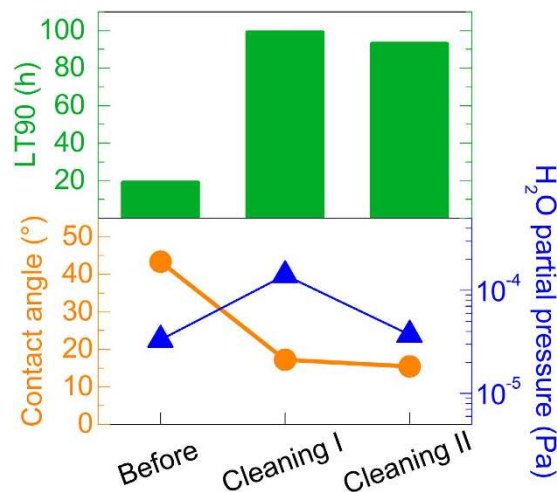 LT90 (h)
100
80
60
40
20
Contact angle (°)
50
40
30
20
10
0
H₂O partial pressure (Pa)
10⁻⁴
10⁻⁵
Before
Cleaning I
Cleaning II